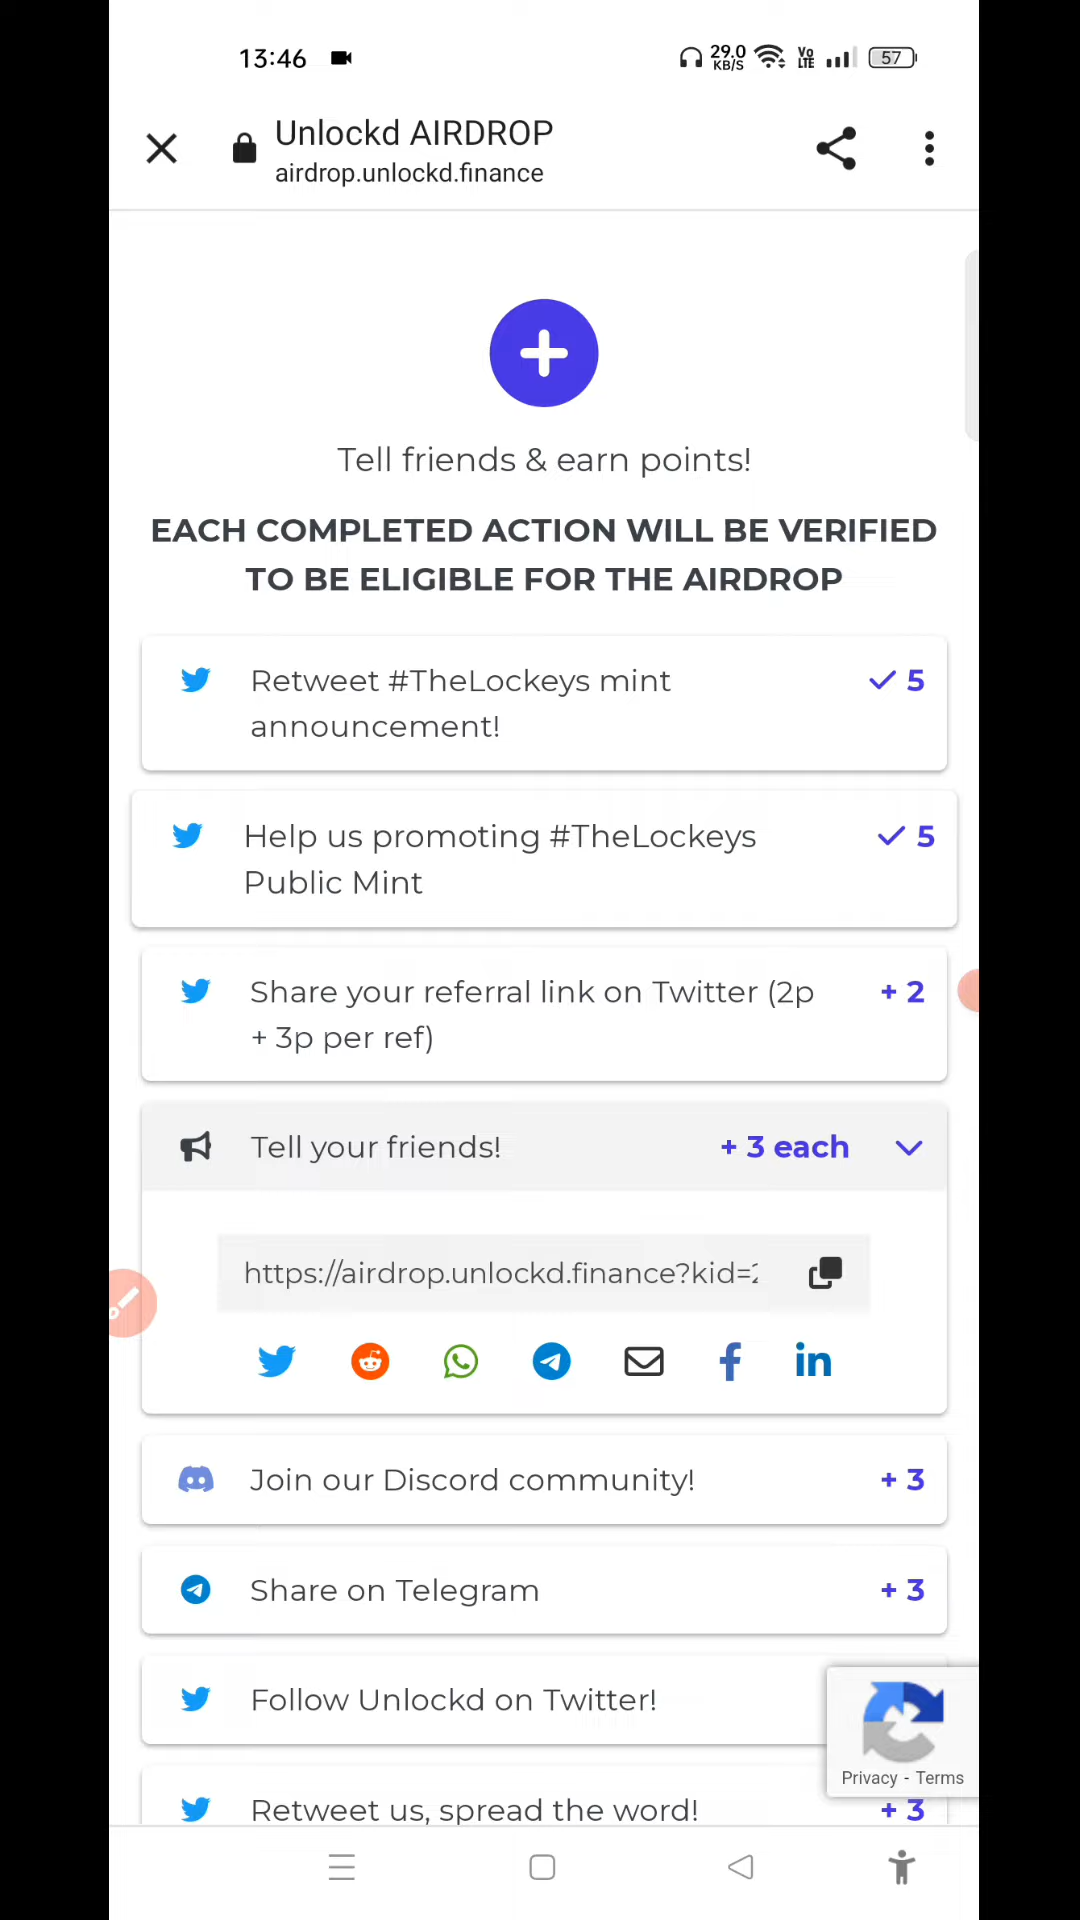 13:46
29.0
KB/S
Vo
LTE
57
Unlockd AIRDROP
airdrop.unlockd.finance
Tell friends & earn points!
EACH COMPLETED ACTION WILL BE VERIFIED
TO BE ELIGIBLE FOR THE AIRDROP
Retweet #TheLockeys mint
announcement!
✓ 5
Help us promoting #TheLockeys
Public Mint
✓ 5
Share your referral link on Twitter (2p
+ 3p per ref)
+ 2
Tell your friends!
+ 3 each
https://airdrop.unlockd.finance?kid=
Join our Discord community!
+ 3
Share on Telegram
+ 3
Follow Unlockd on Twitter!
Privacy - Terms
Retweet us, spread the word!
+ 3